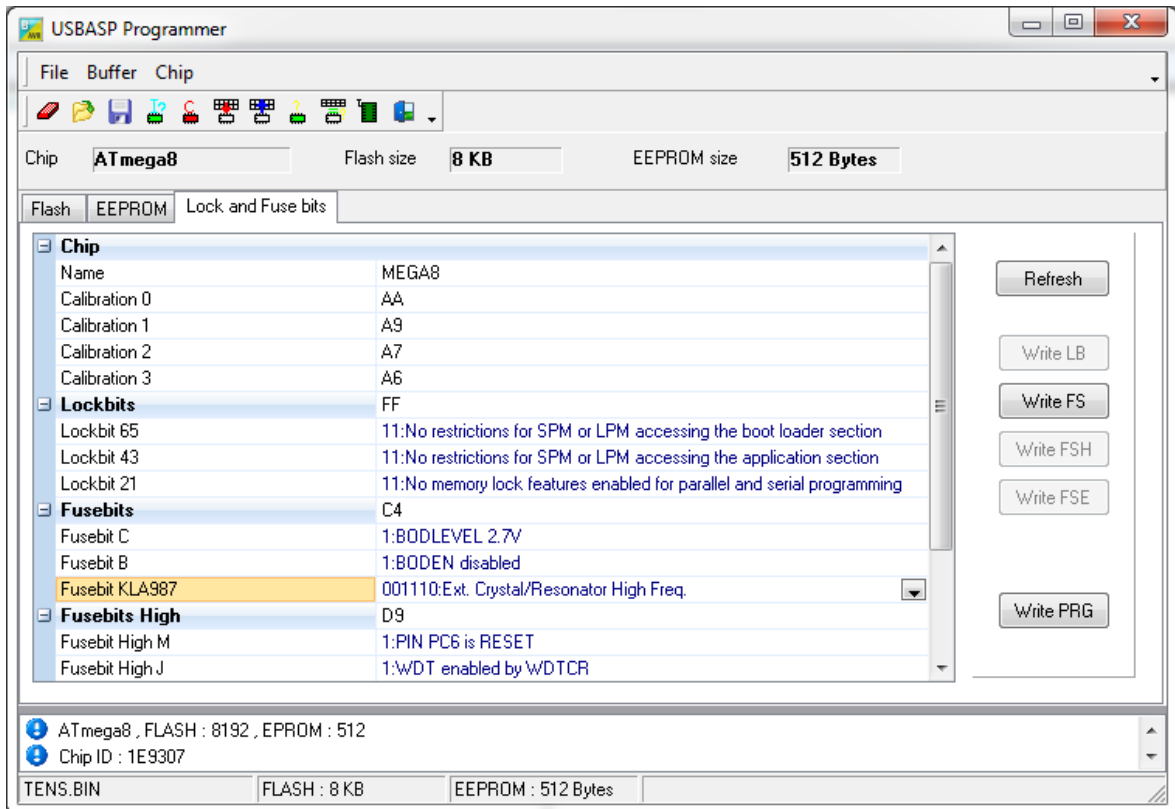 USBASP Programmer
File Buffer Chip
Chip ATmega8 Flash size 8 KB EEPROM size 512 Bytes
Flash EEPROM Lock and Fuse bits
Chip
Name MEGA8
Calibration 0 AA
Calibration 1 A9
Calibration 2 A7
Calibration 3 A6
Lockbits FF
Lockbit 65 11:No restrictions for SPM or LPM accessing the boot loader section
Lockbit 43 11:No restrictions for SPM or LPM accessing the application section
Lockbit 21 11:No memory lock features enabled for parallel and serial programming
Fusebits C4
Fusebit C 1:BODLEVEL 2.7V
Fusebit B 1:BODEN disabled
Fusebit KLA987 001110:Ext. Crystal/Resonator High Freq.
Fusebits High D9
Fusebit High M 1:PIN PC6 is RESET
Fusebit High J 1:WDT enabled by WDTCR
Refresh
Write LB
Write FS
Write FSH
Write FSE
Write PRG
ATmega8 , FLASH : 8192 , EPROM : 512
Chip ID : 1E9307
TENS.BIN FLASH : 8 KB EEPROM : 512 Bytes